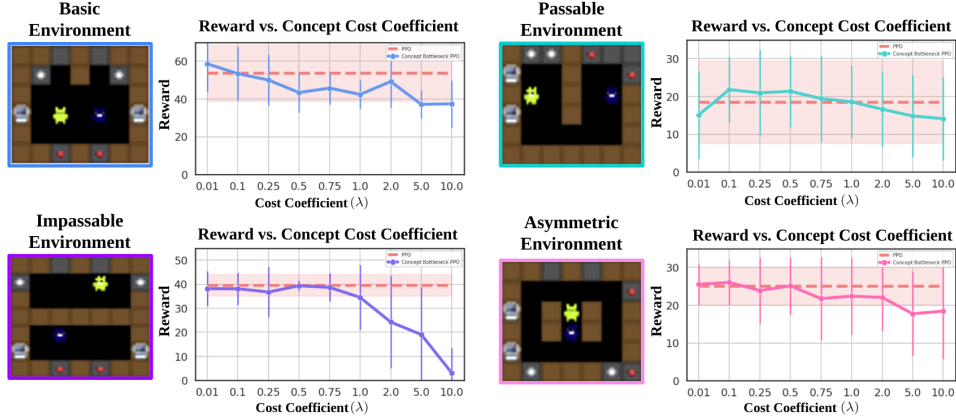 Basic
Environment
Reward vs. Concept Cost Coefficient
PPO
Concept Bottleneck PPO
Reward
60
40
20
0
0.01 0.1 0.25 0.5 0.75 1.0 2.0 5.0 10.0
Cost Coefficient (λ)
Passable
Environment
Reward vs. Concept Cost Coefficient
PPO
Concept Bottleneck PPO
Reward
30
20
10
0
0.01 0.1 0.25 0.5 0.75 1.0 2.0 5.0 10.0
Cost Coefficient (λ)
Impassable
Environment
Reward vs. Concept Cost Coefficient
PPO
Concept Bottleneck PPO
Reward
50
40
30
20
10
0
0.01 0.1 0.25 0.5 0.75 1.0 2.0 5.0 10.0
Cost Coefficient (λ)
Asymmetric
Environment
Reward vs. Concept Cost Coefficient
PPO
Concept Bottleneck PPO
Reward
30
20
10
0
0.01 0.1 0.25 0.5 0.75 1.0 2.0 5.0 10.0
Cost Coefficient (λ)